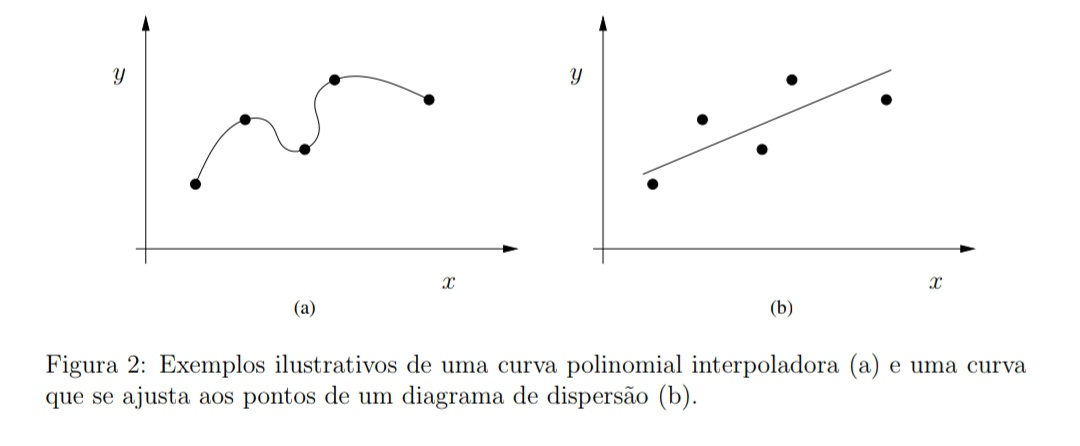 y
y
x
x
(a)
(b)
Figura 2: Exemplos ilustrativos de uma curva polinomial interpoladora (a) e uma curva
que se ajusta aos pontos de um diagrama de dispersão (b).